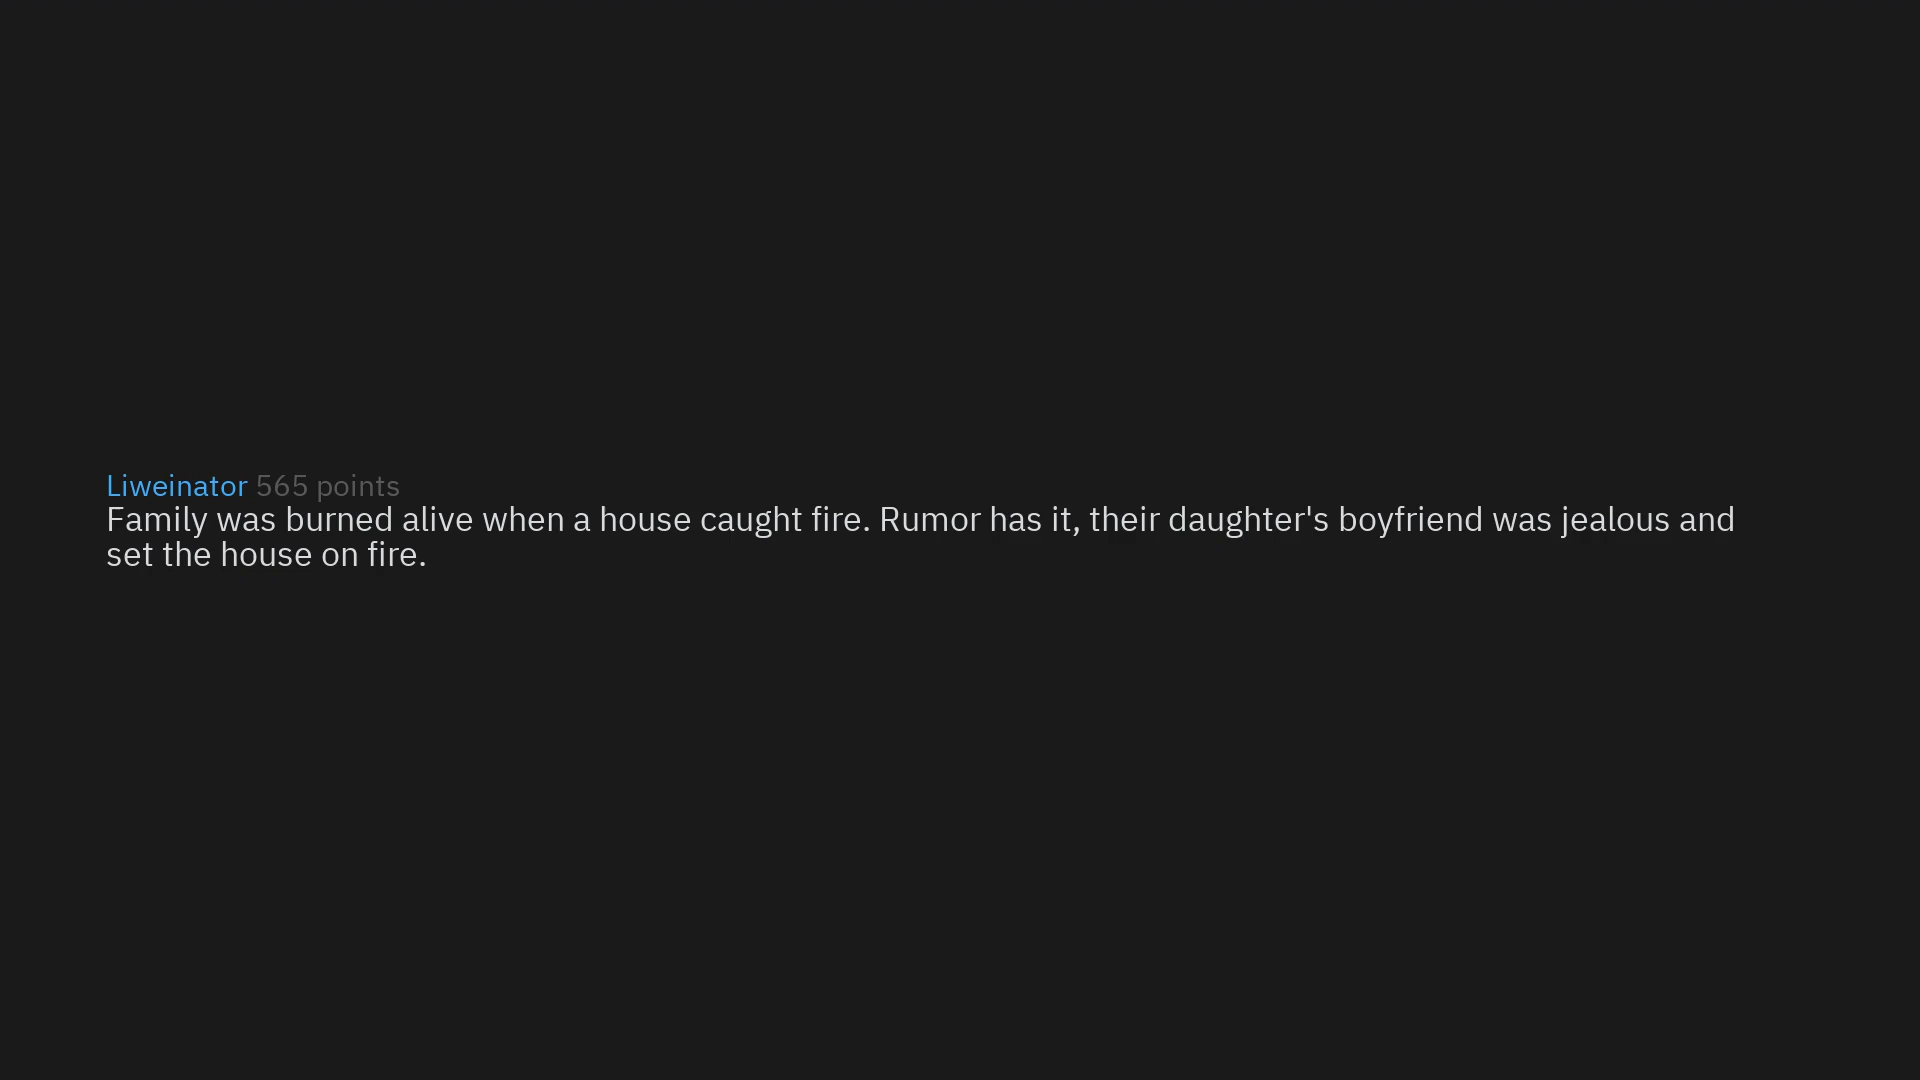 Liweinator 565 points
Family was burned alive when a house caught fire. Rumor has it, their daughter's boyfriend was jealous and
set the house on fire.